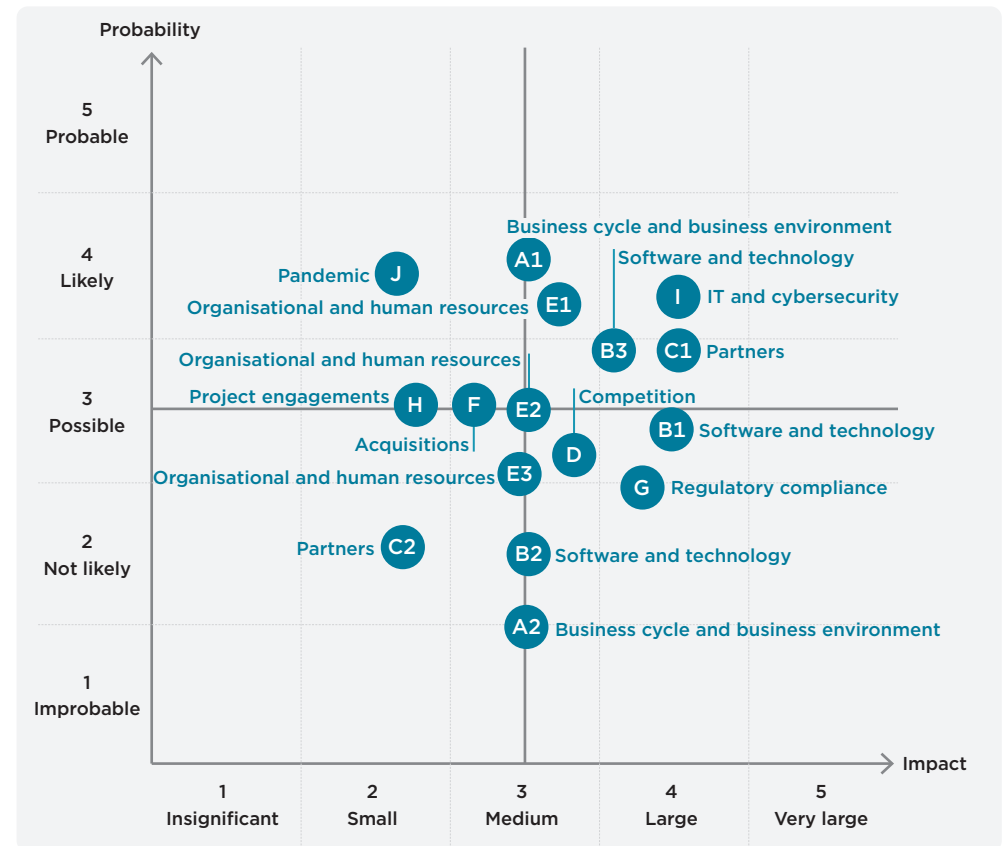 Probability
5
Probable
Business cycle and business environment
4
Likely
A1
Software and technology
Pandemic
J
I
IT and cybersecurity
Organisational and human resources
E1
B3
C1
Partners
Organisational and human resources
3
Possible
Project engagements
H
F
E2
Competition
B1
Software and technology
Acquisitions
D
Organisational and human resources
E3
G
Regulatory compliance
2
Not likely
Partners
C2
B2
Software and technology
A2
Business cycle and business environment
1
Improbable
Impact
1
Insignificant
2
Small
3
Medium
4
Large
5
Very large